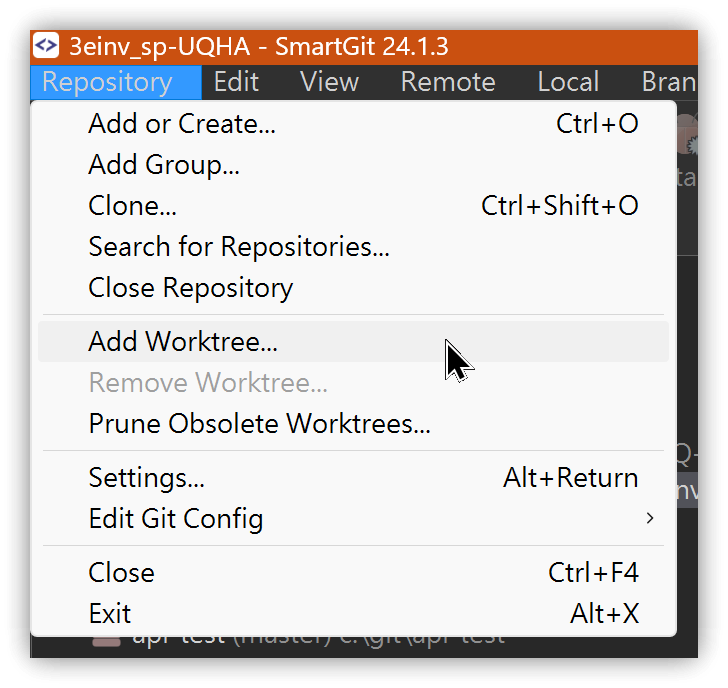 3einv_sp-UQHA - SmartGit 24.1.3
Repository Edit View Remote Local Bran
Add or Create... Ctrl+O
Add Group...
Clone... Ctrl+Shift+O
Search for Repositories...
Close Repository
Add Worktree...
Remove Worktree...
Prune Obsolete Worktrees...
Settings... Alt+Return
Edit Git Config
Close Ctrl+F4
Exit Alt+X
apr-test (master) c:\git\apr-test